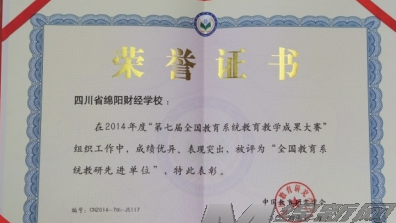 荣誉证书
四川省绵阳财经学校：
在2014年度“第七届全国教育系统教育教学成果大赛”
组织工作中，成绩优异、表现突出，被评为“全国教育系
统教研先进单位”，特此表彰。